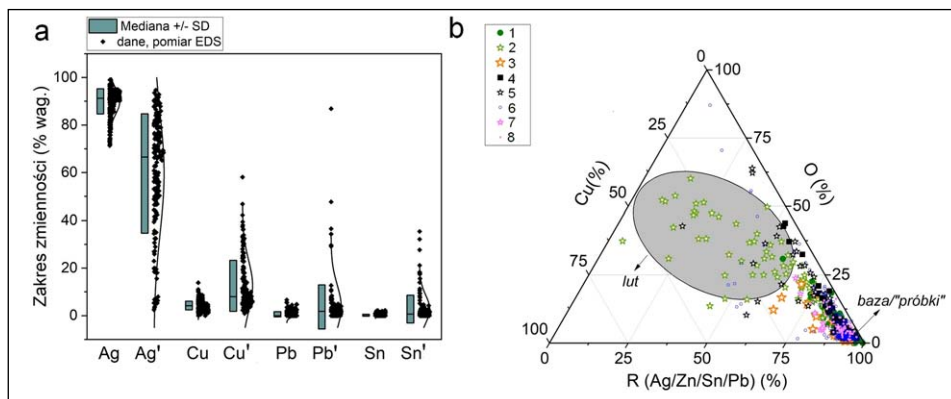 a
Mediana +/- SD
dane, pomiar EDS
Zakres zmienności (% wag.)
100
80
60
40
20
0
Ag Ag' Cu Cu' Pb Pb' Sn Sn'
b
1
2
3
4
5
6
7
8
0
100
25
75
Cu(%)
O (%)
50
50
75
25
lut
baza/"próbki"
100
0
0
25
50
75
100
R (Ag/Zn/Sn/Pb) (%)